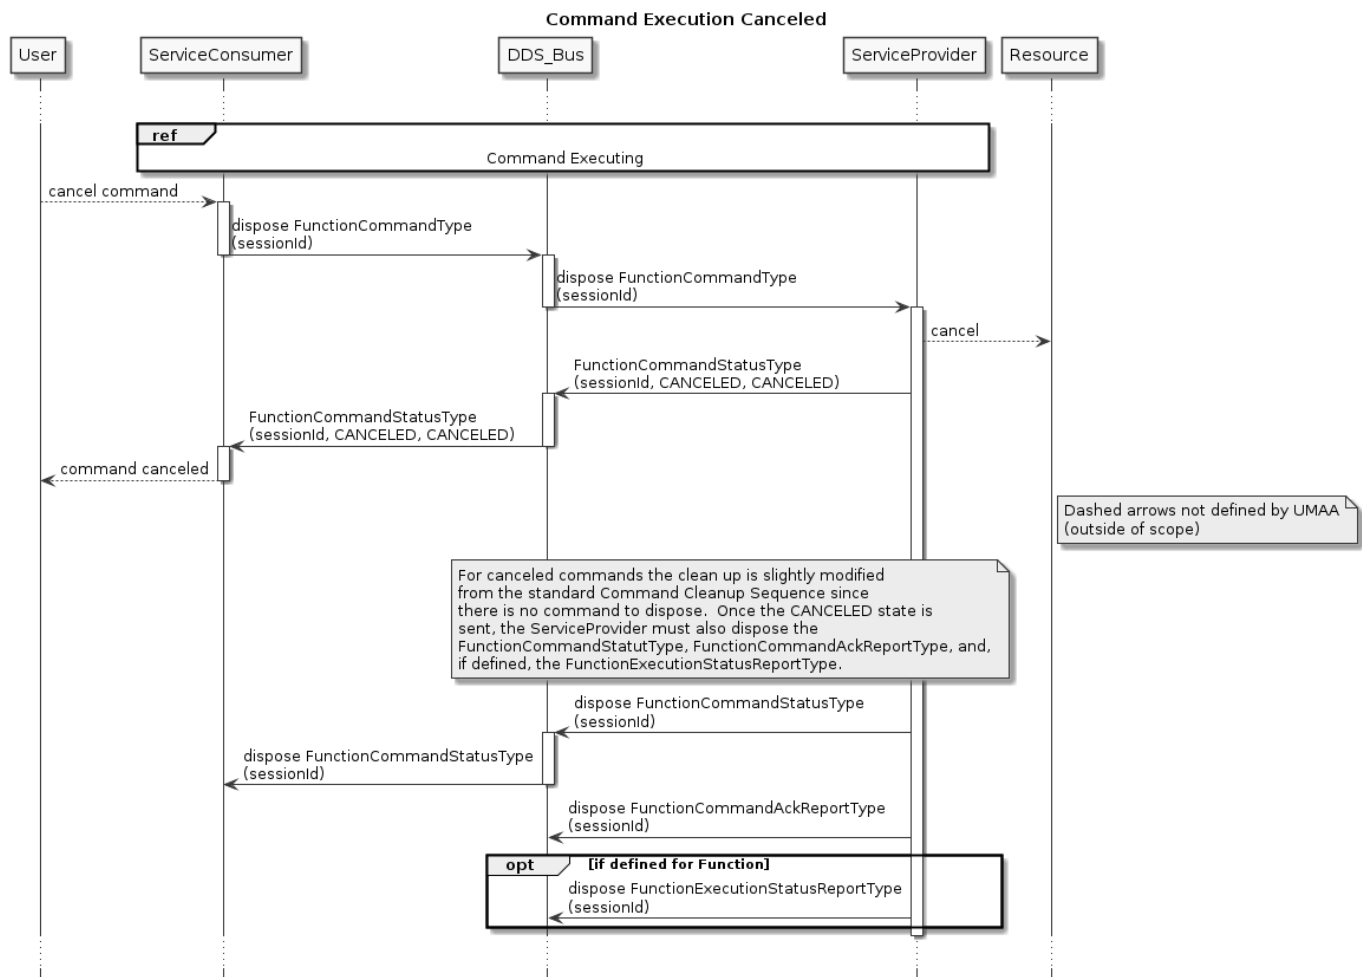 Command Execution Canceled
User
ServiceConsumer
DDS_Bus
ServiceProvider
Resource
ref
Command Executing
cancel command
dispose FunctionCommandType
(sessionId)
dispose FunctionCommandType
(sessionId)
cancel
FunctionCommandStatusType
(sessionId, CANCELED, CANCELED)
FunctionCommandStatusType
(sessionId, CANCELED, CANCELED)
command canceled
Dashed arrows not defined by UMAA
(outside of scope)
For canceled commands the clean up is slightly modified
from the standard Command Cleanup Sequence since
there is no command to dispose.  Once the CANCELED state is
sent, the ServiceProvider must also dispose the
FunctionCommandStatutType, FunctionCommandAckReportType, and,
if defined, the FunctionExecutionStatusReportType.
dispose FunctionCommandStatusType
(sessionId)
dispose FunctionCommandStatusType
(sessionId)
dispose FunctionCommandAckReportType
(sessionId)
opt
[if defined for Function]
dispose FunctionExecutionStatusReportType
(sessionId)